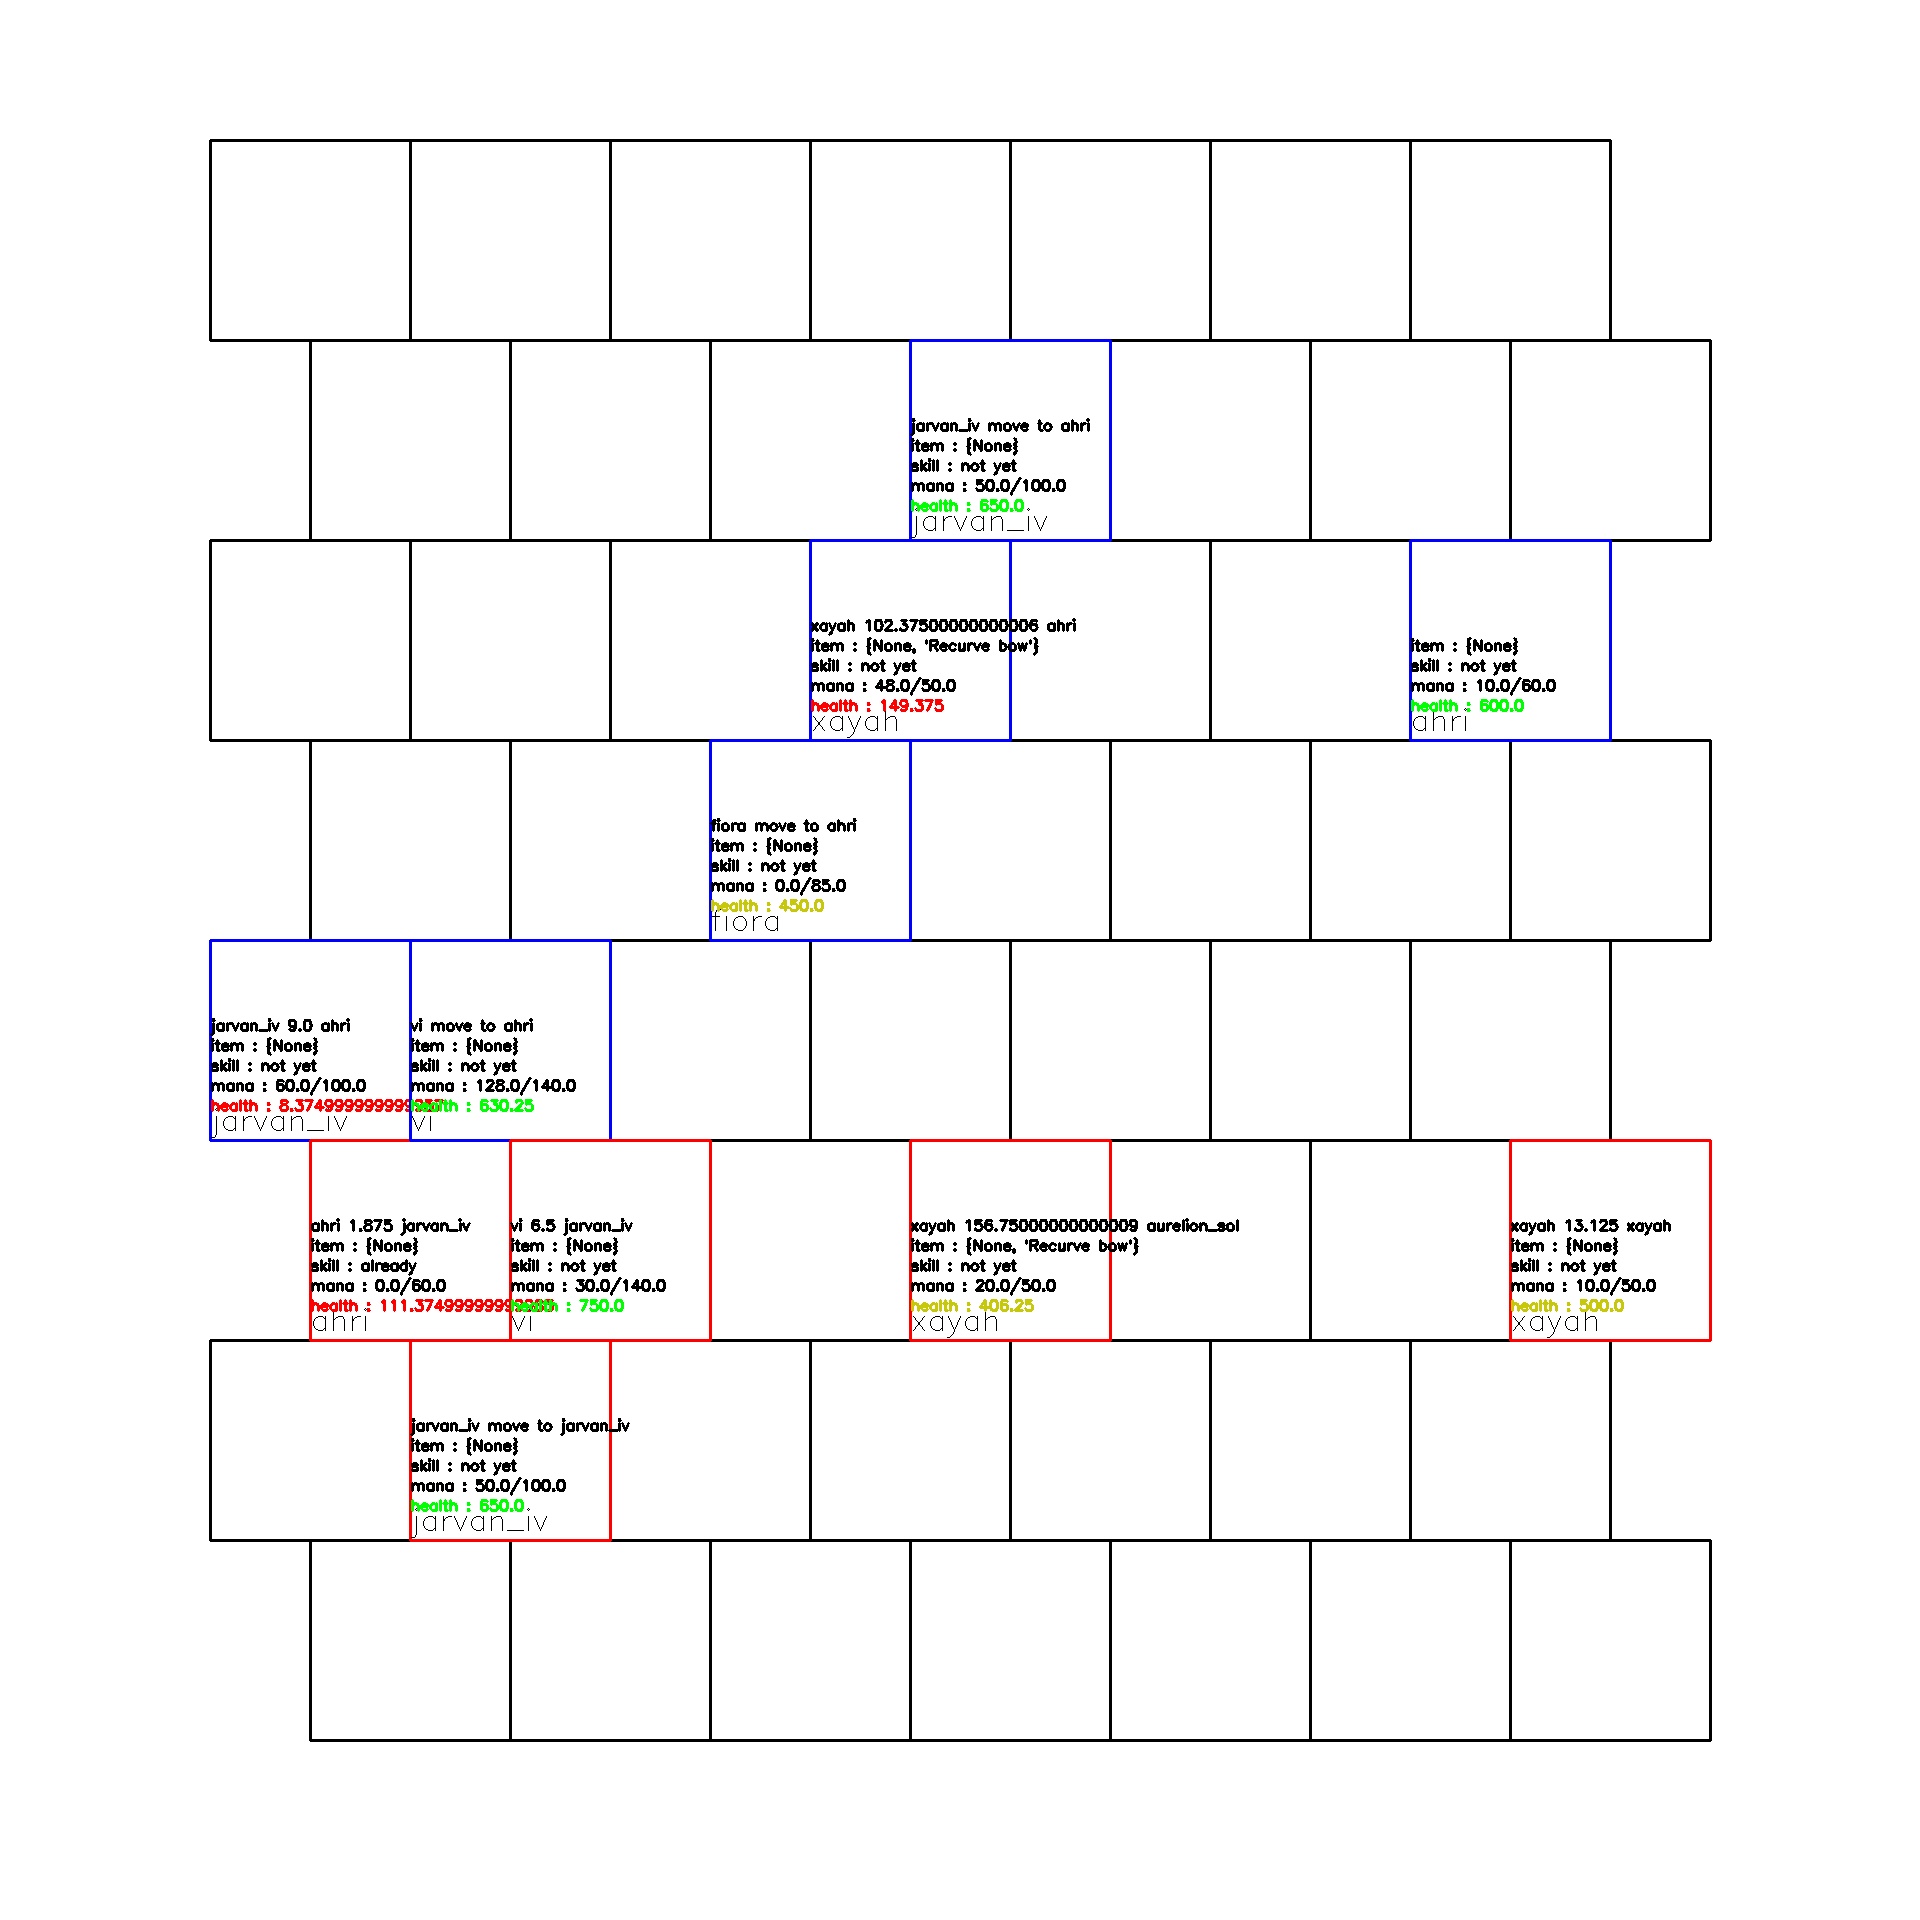 jarvan_iv move to ahri
item : {None}
skill : not yet
mana : 50.0/100.0
health : 650.0
jarvan_iv
xayah 102.37500000000006 ahri
item : {None, 'Recurve bow'}
skill : not yet
mana : 48.0/50.0
health : 149.375
xayah
item : {None}
skill : not yet
mana : 10.0/60.0
health : 600.0
ahri
fiora move to ahri
item : {None}
skill : not yet
mana : 0.0/85.0
health : 450.0
fiora
jarvan_iv 9.0 ahri
item : {None}
skill : not yet
mana : 60.0/100.0
health :
jarvan_iv
vi move to ahri
item : {None}
skill : not yet
mana : 128.0/140.0
health : 630.25
vi
ahri 1.875 jarvan_iv
item : {None}
skill : already
mana : 0.0/60.0
health :
ahri
vi 6.5 jarvan_iv
item : {None}
skill : not yet
mana : 30.0/140.0
health : 750.0
vi
xayah 156.75000000000009 aurelion_sol
item : {None, 'Recurve bow'}
skill : not yet
mana : 20.0/50.0
health : 406.25
xayah
xayah 13.125 xayah
item : {None}
skill : not yet
mana : 10.0/50.0
health : 500.0
xayah
jarvan_iv move to jarvan_iv
item : {None}
skill : not yet
mana : 50.0/100.0
health : 650.0
jarvan_iv